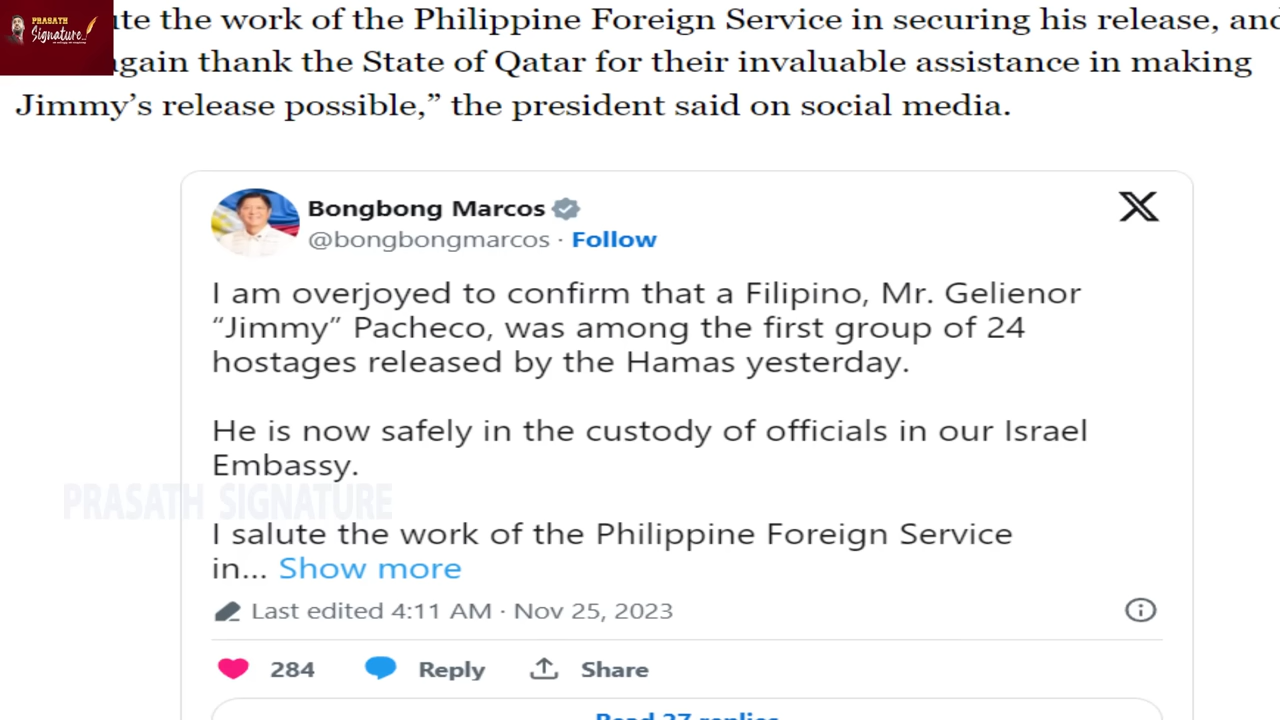 PRASATH
Signature
ute the work of the Philippine Foreign Service in securing his release, and
again thank the State of Qatar for their invaluable assistance in making
Jimmy’s release possible,” the president said on social media.
Bongbong Marcos
@bongbongmarcos · Follow
I am overjoyed to confirm that a Filipino, Mr. Gelienor
“Jimmy” Pacheco, was among the first group of 24
hostages released by the Hamas yesterday.
He is now safely in the custody of officials in our Israel
Embassy.
PRASATH SIGNATURE
I salute the work of the Philippine Foreign Service
in... Show more
Last edited 4:11 AM · Nov 25, 2023
284 Reply Share
Read 27 replies